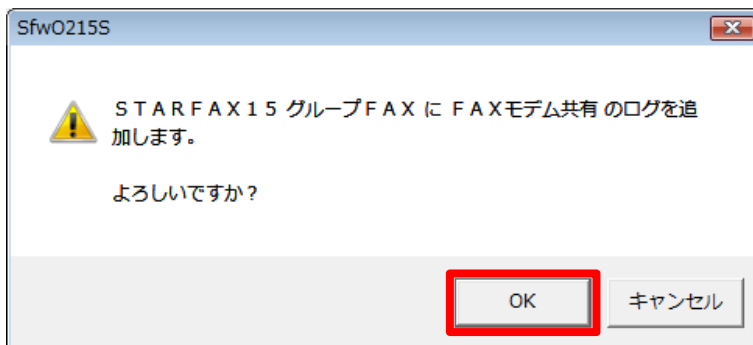 SfwO215S
ＳＴＡＲＦＡＸ１５ グループＦＡＸ に ＦＡＸモデム共有 のログを追
加します。
よろしいですか？
OK
キャンセル